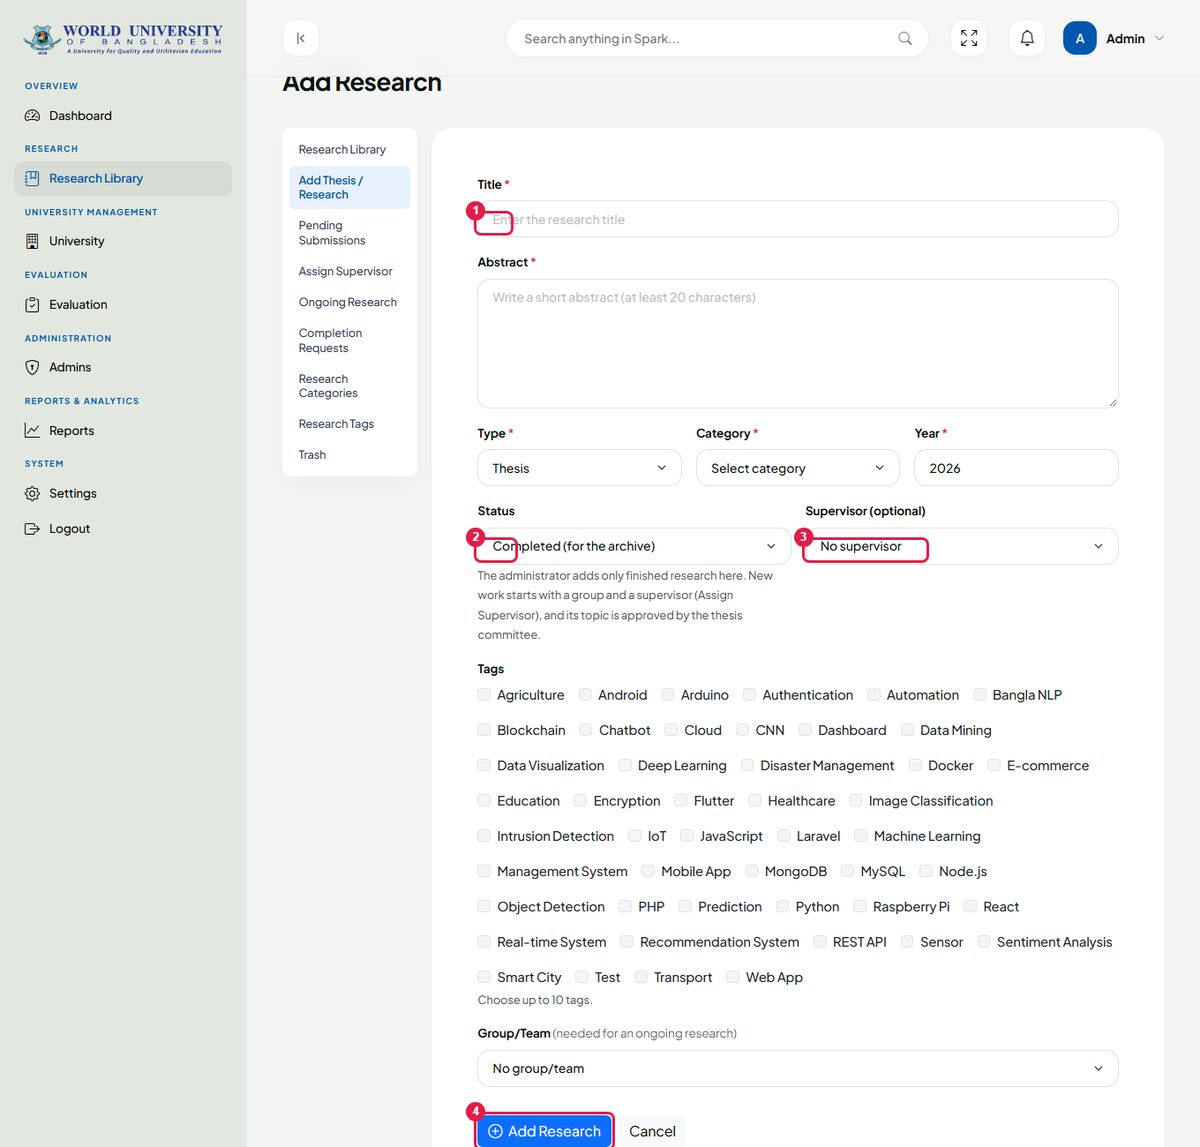 WORLD UNIVERSITY
OF BANGLADESH
A University for Quality and Utilitarian Education
OVERVIEW
Dashboard
RESEARCH
Research Library
UNIVERSITY MANAGEMENT
University
EVALUATION
Evaluation
ADMINISTRATION
Admins
REPORTS & ANALYTICS
Reports
SYSTEM
Settings
Logout
Search anything in Spark...
A
Admin
Add Research
Research Library
Add Thesis /
Research
Pending
Submissions
Assign Supervisor
Ongoing Research
Completion
Requests
Research
Categories
Research Tags
Trash
Title *
1
Enter the research title
Abstract *
Write a short abstract (at least 20 characters)
Type *
Category *
Year *
Thesis
Select category
2026
Status
Supervisor (optional)
2
Completed (for the archive)
3
No supervisor
The administrator adds only finished research here. New
work starts with a group and a supervisor (Assign
Supervisor), and its topic is approved by the thesis
committee.
Tags
Agriculture Android Arduino Authentication Automation Bangla NLP
Blockchain Chatbot Cloud CNN Dashboard Data Mining
Data Visualization Deep Learning Disaster Management Docker E-commerce
Education Encryption Flutter Healthcare Image Classification
Intrusion Detection IoT JavaScript Laravel Machine Learning
Management System Mobile App MongoDB MySQL Node.js
Object Detection PHP Prediction Python Raspberry Pi React
Real-time System Recommendation System REST API Sensor Sentiment Analysis
Smart City Test Transport Web App
Choose up to 10 tags.
Group/Team (needed for an ongoing research)
No group/team
4
Add Research
Cancel